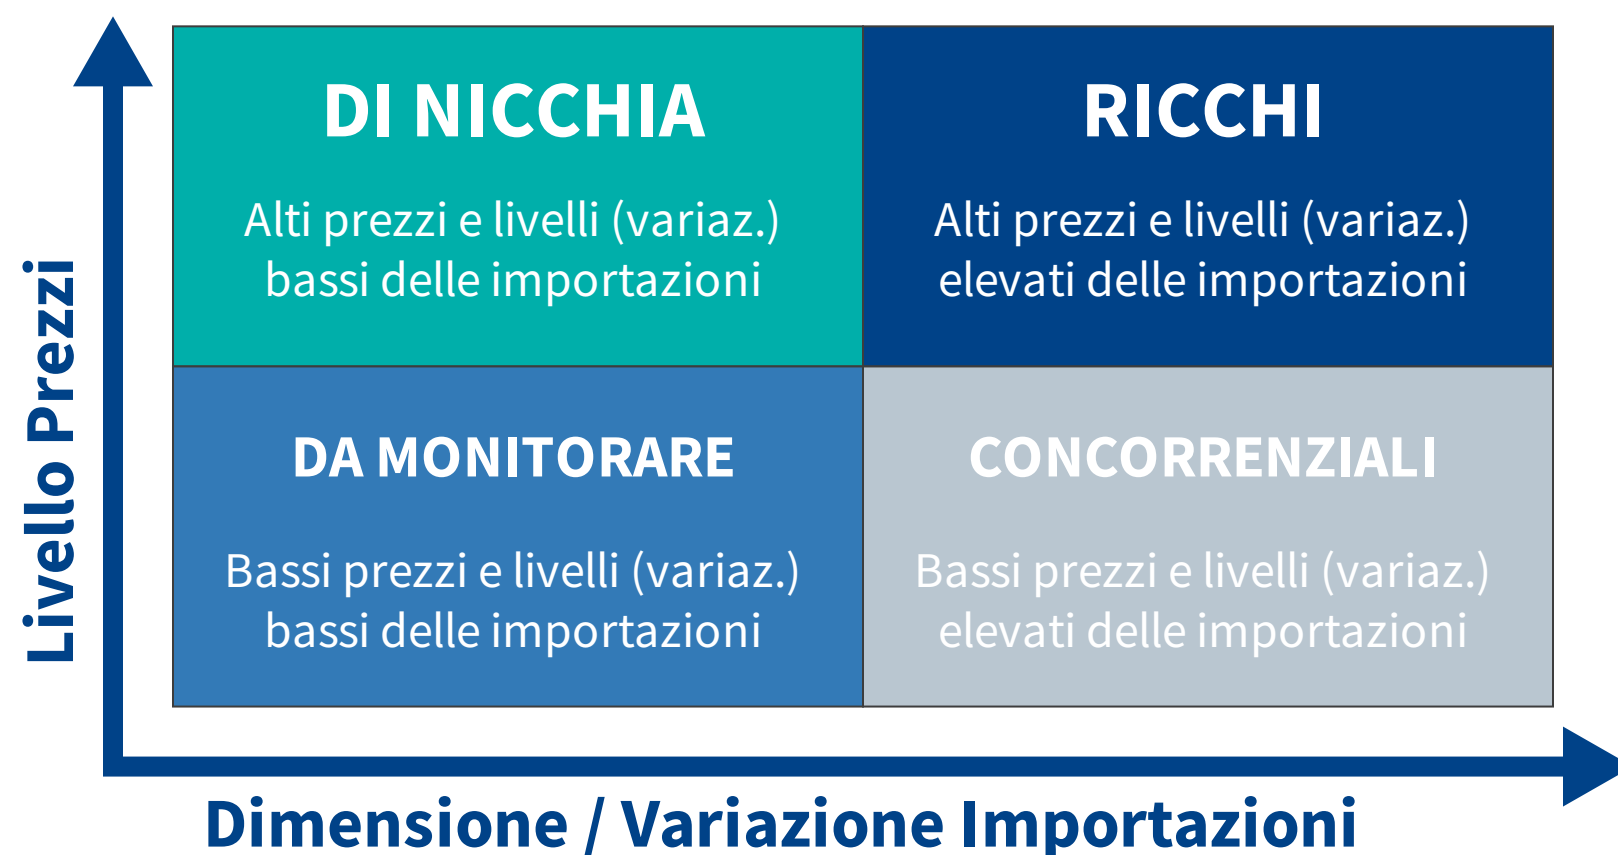 DI NICCHIA
Alti prezzi e livelli (variaz.)
bassi delle importazioni
RICCHI
Alti prezzi e livelli (variaz.)
elevati delle importazioni
Livello Prezzi
DA MONITORARE
Bassi prezzi e livelli (variaz.)
bassi delle importazioni
CONCORRENZIALI
Bassi prezzi e livelli (variaz.)
elevati delle importazioni
Dimensione / Variazione Importazioni